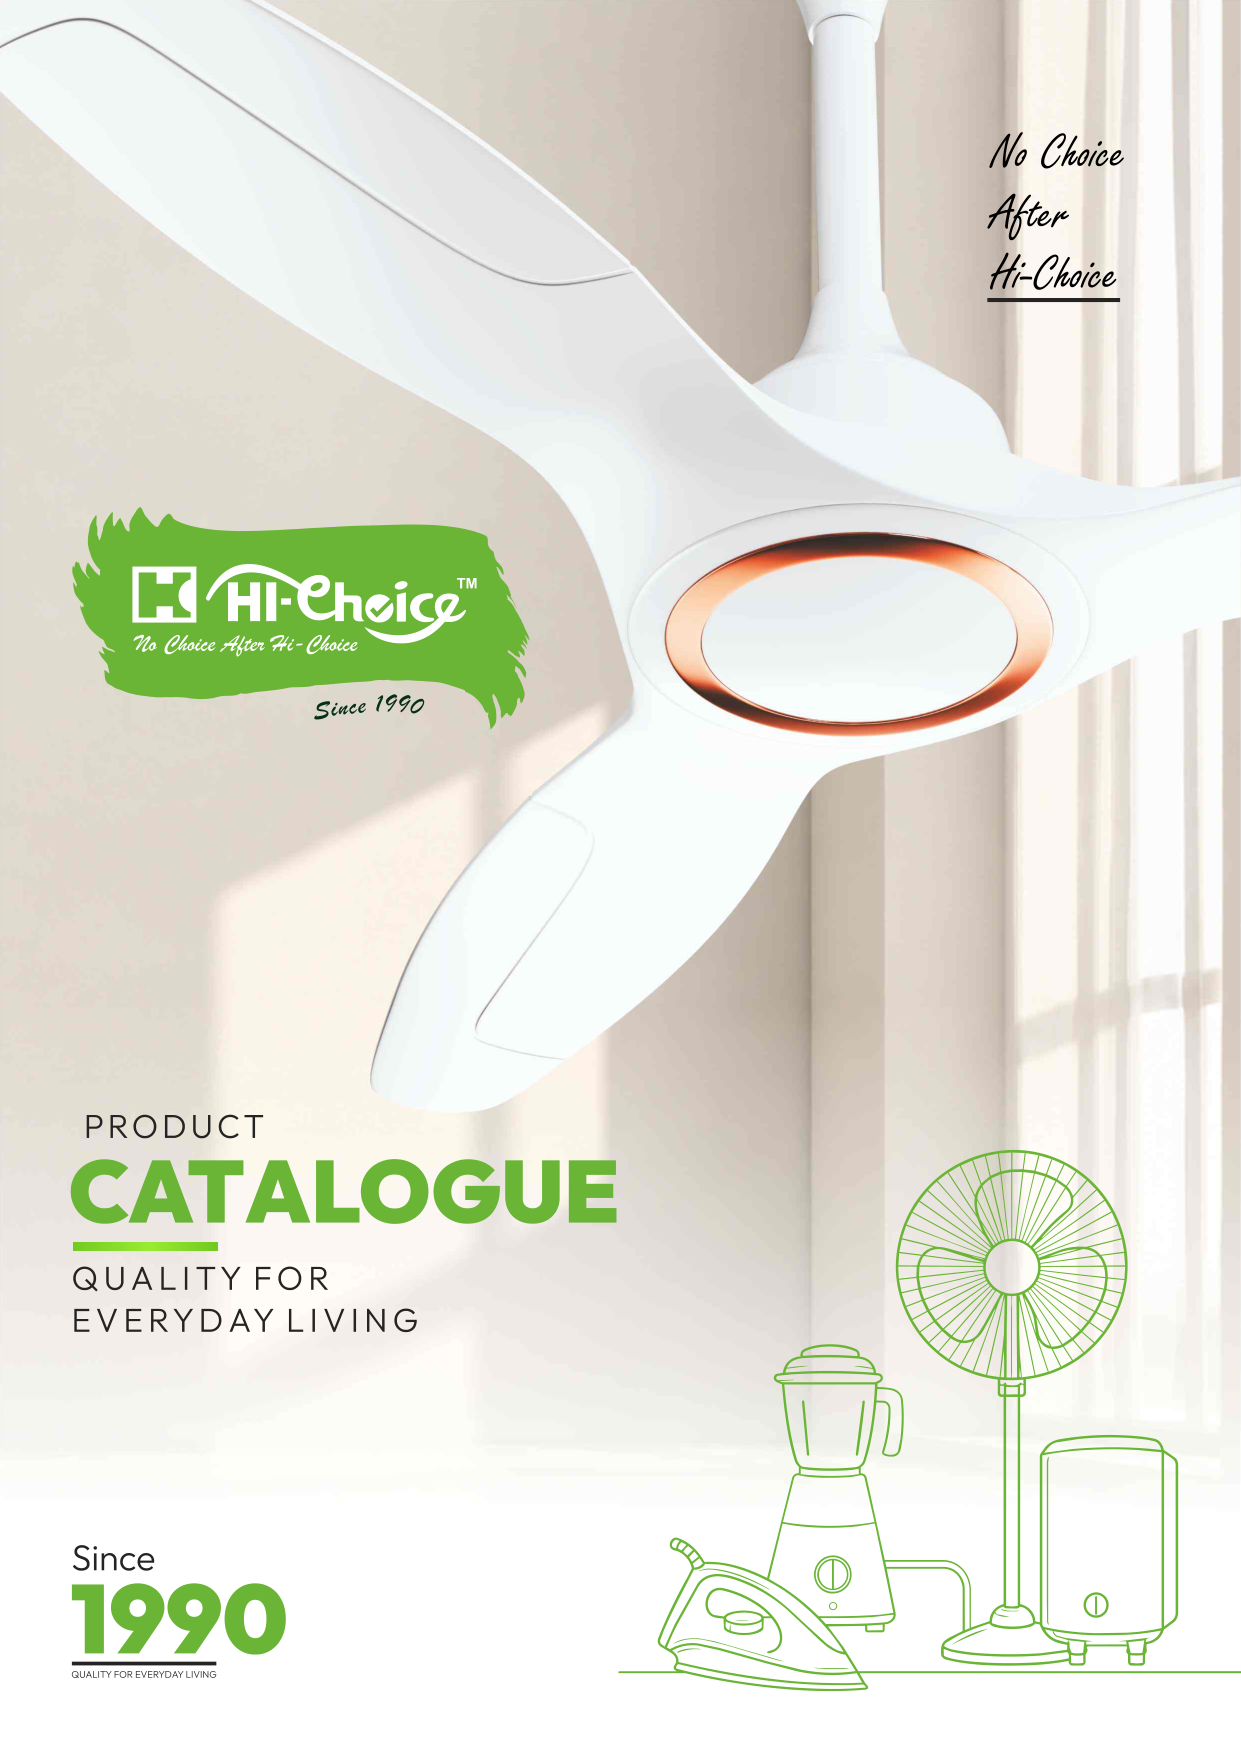 No Choice
After
Hi-Choice
HI-Choice™
No Choice After Hi-Choice
Since 1990
PRODUCT
CATALOGUE
QUALITY FOR
EVERYDAY LIVING
Since
1990
QUALITY FOR EVERYDAY LIVING